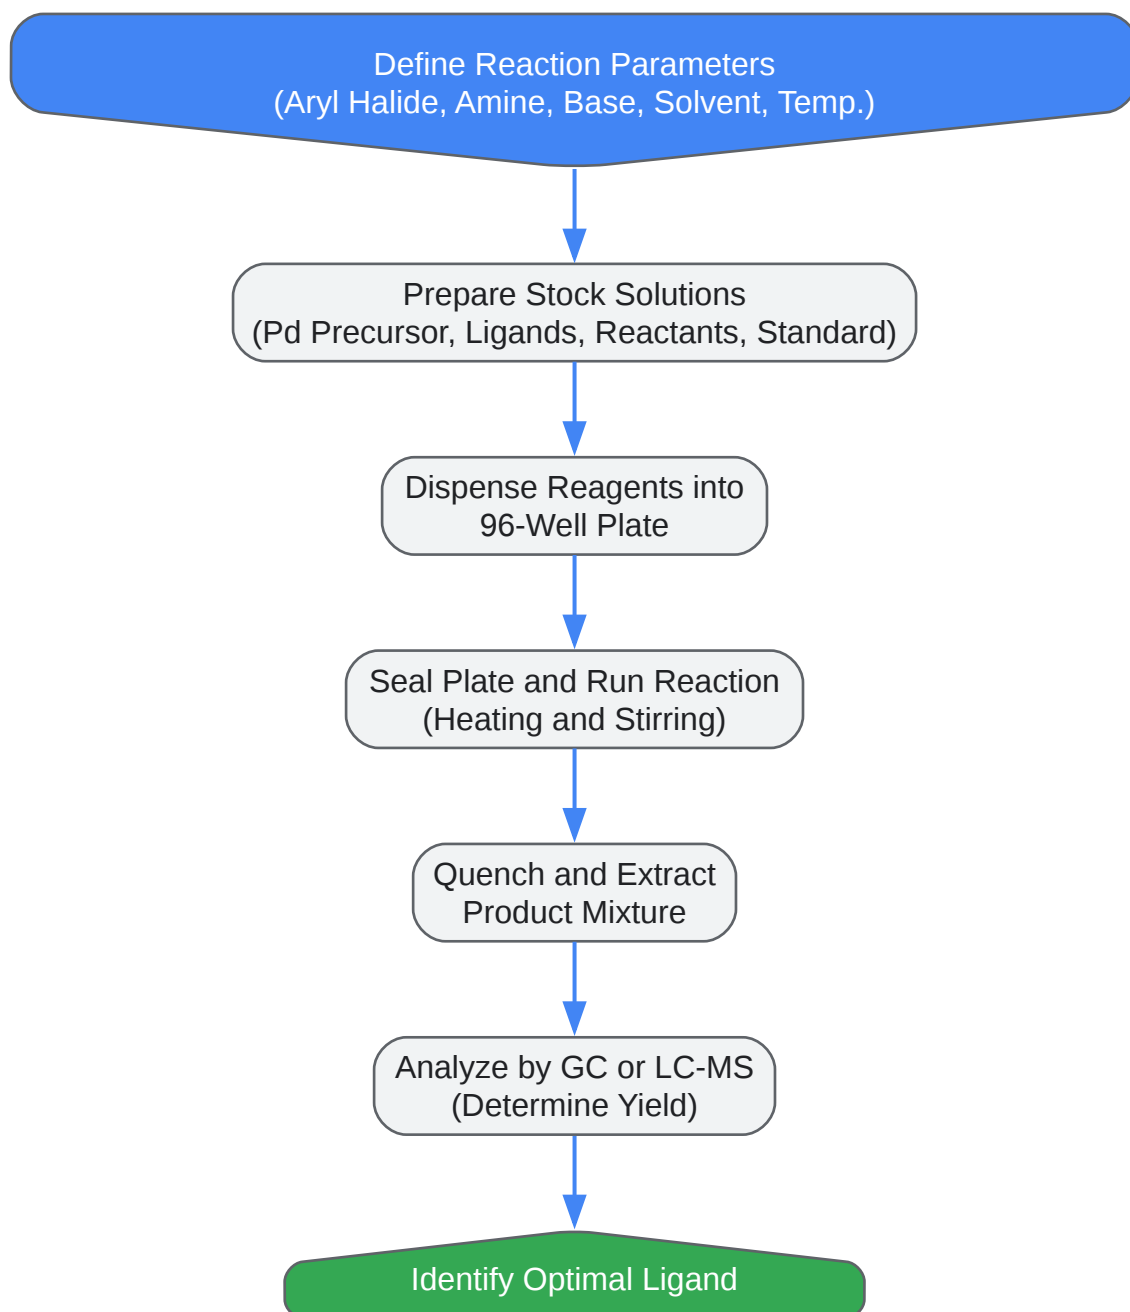 Define Reaction Parameters
(Aryl Halide, Amine, Base, Solvent, Temp.)
Prepare Stock Solutions
(Pd Precursor, Ligands, Reactants, Standard)
Dispense Reagents into
96-Well Plate
Seal Plate and Run Reaction
(Heating and Stirring)
Quench and Extract
Product Mixture
Analyze by GC or LC-MS
(Determine Yield)
Identify Optimal Ligand